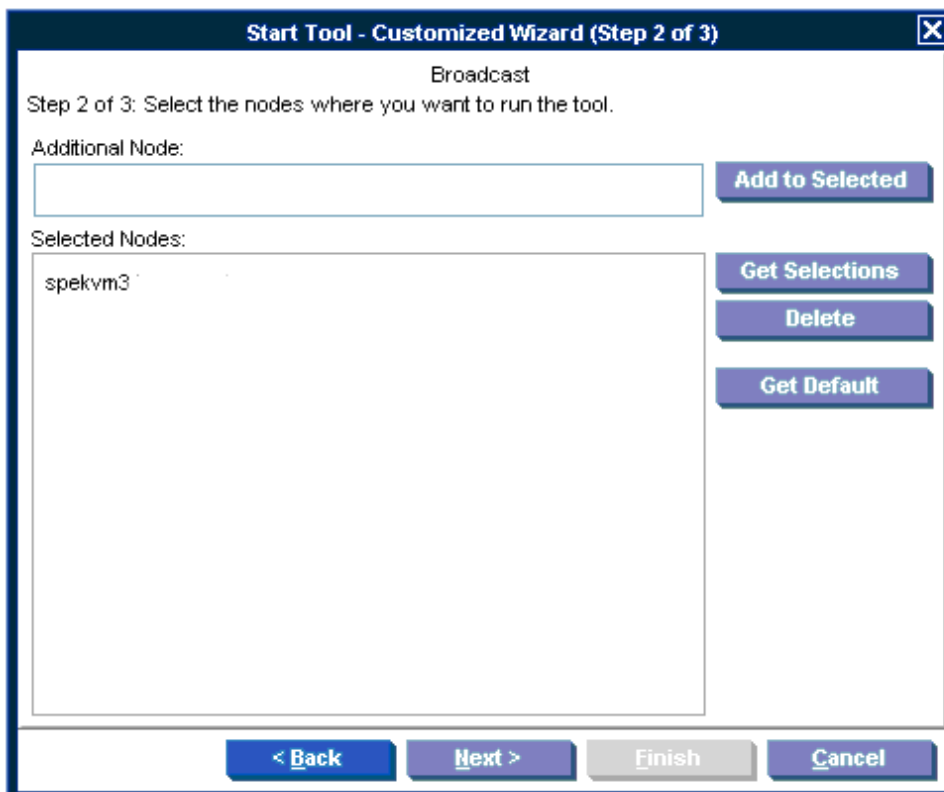 Start Tool - Customized Wizard (Step 2 of 3)
Broadcast
Step 2 of 3: Select the nodes where you want to run the tool.
Additional Node:
Add to Selected
Selected Nodes:
spekvm3
Get Selections
Delete
Get Default
< Back Next > Finish Cancel